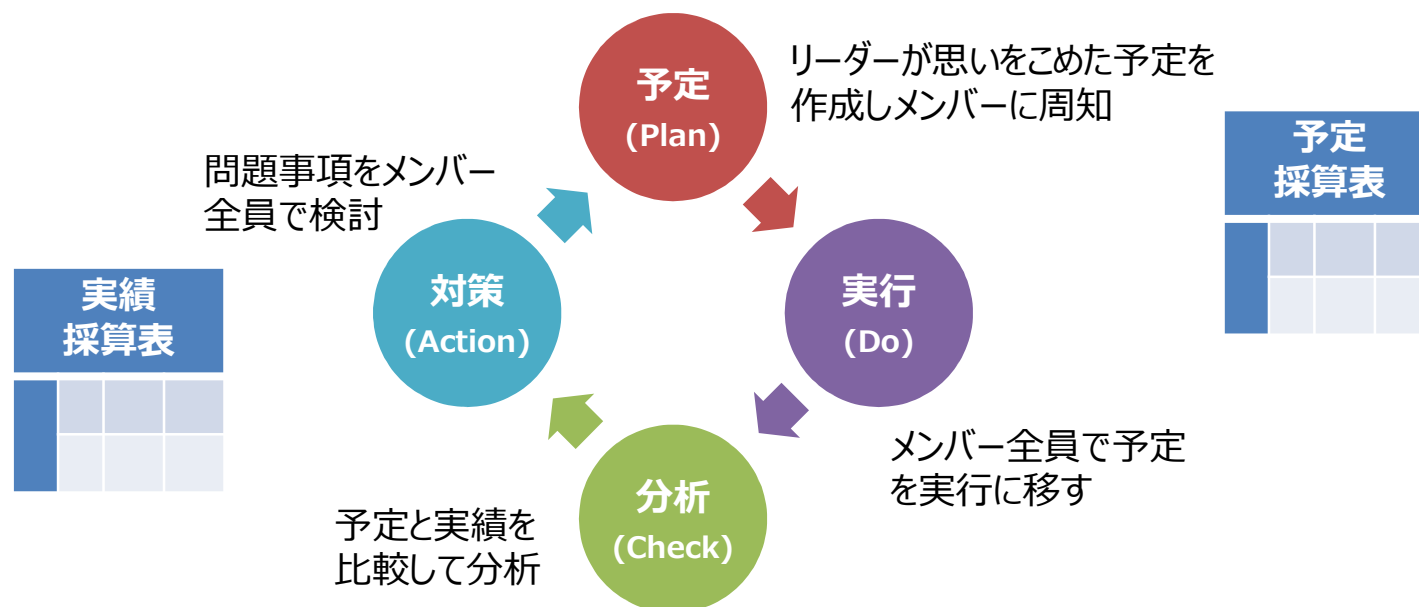 予定
(Plan)
リーダーが思いをこめた予定を
作成しメンバーに周知
予定
採算表
問題事項をメンバー
全員で検討
実績
採算表
対策
(Action)
実行
(Do)
メンバー全員で予定
を実行に移す
分析
(Check)
予定と実績を
比較して分析